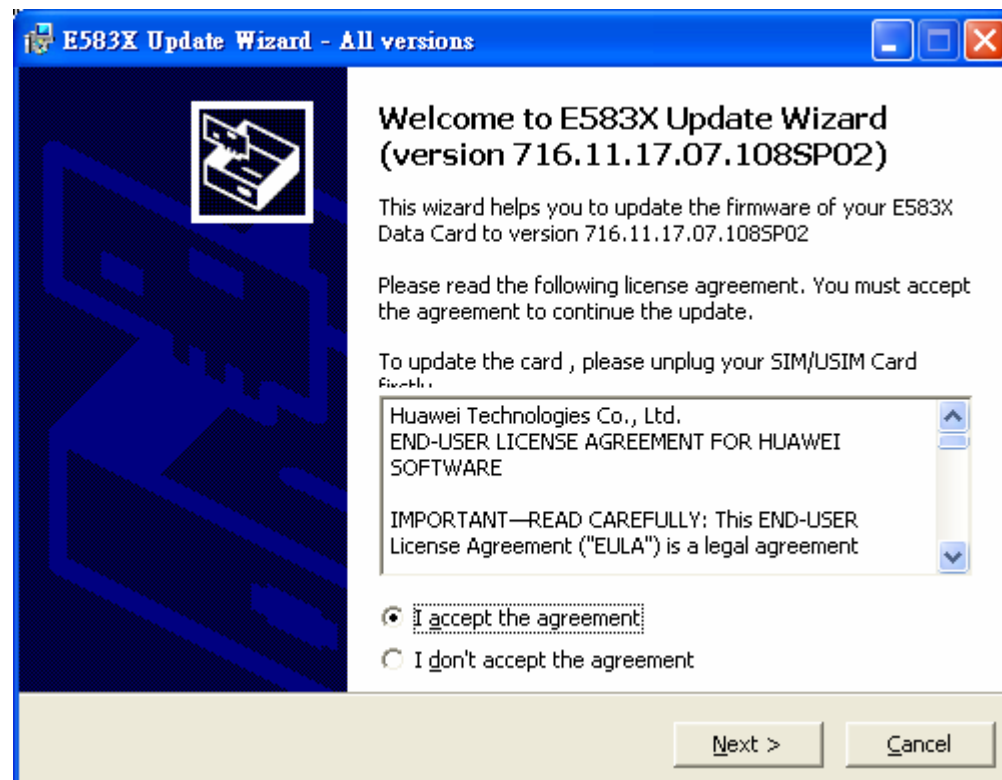 E583X Update Wizard - All versions
Welcome to E583X Update Wizard
(version 716.11.17.07.108SP02)
This wizard helps you to update the firmware of your E583X
Data Card to version 716.11.17.07.108SP02
Please read the following license agreement. You must accept
the agreement to continue the update.
To update the card , please unplug your SIM/USIM Card
firstly
Huawei Technologies Co., Ltd.
END-USER LICENSE AGREEMENT FOR HUAWEI
SOFTWARE
IMPORTANT—READ CAREFULLY: This END-USER
License Agreement ("EULA") is a legal agreement
I accept the agreement
I don't accept the agreement
Next >
Cancel